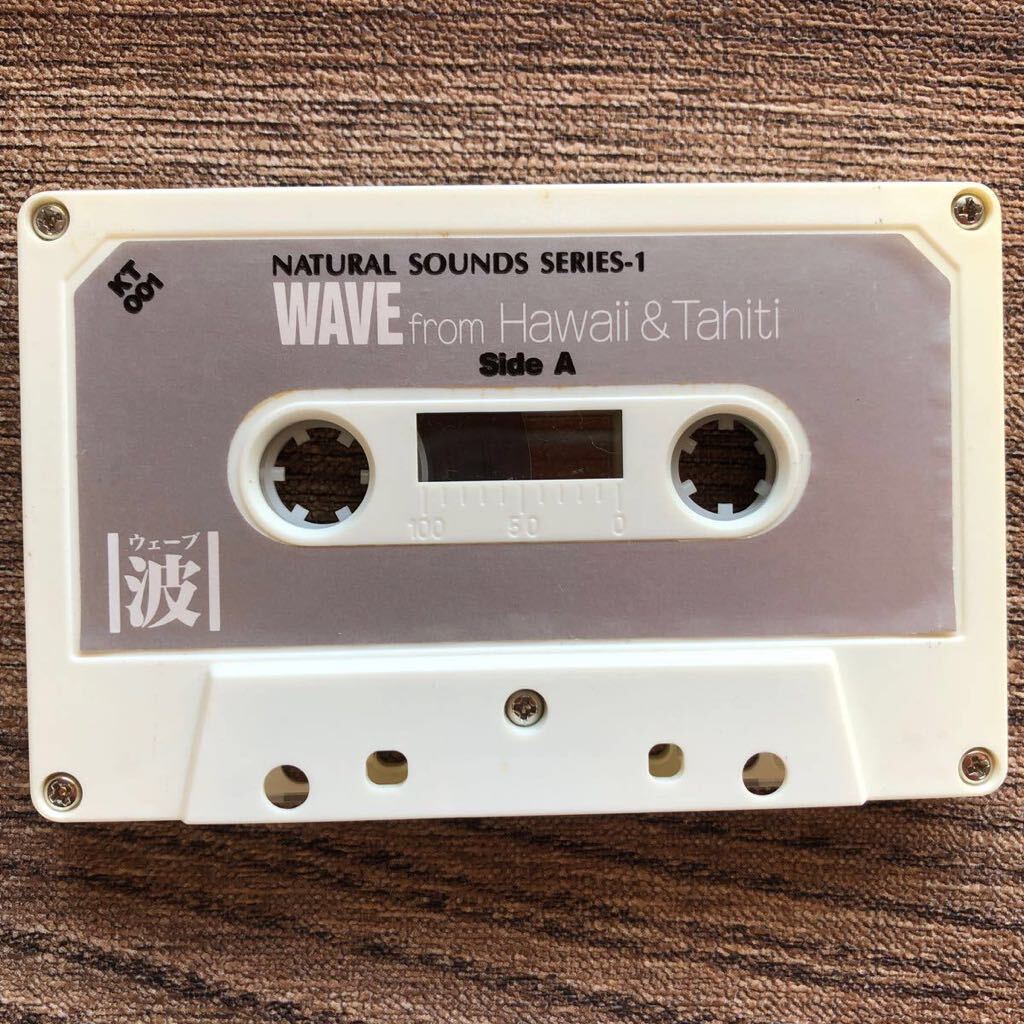 KT
001
NATURAL SOUNDS SERIES-1
WAVE from Hawaii & Tahiti
Side A
100 50 0
ウェーブ
波